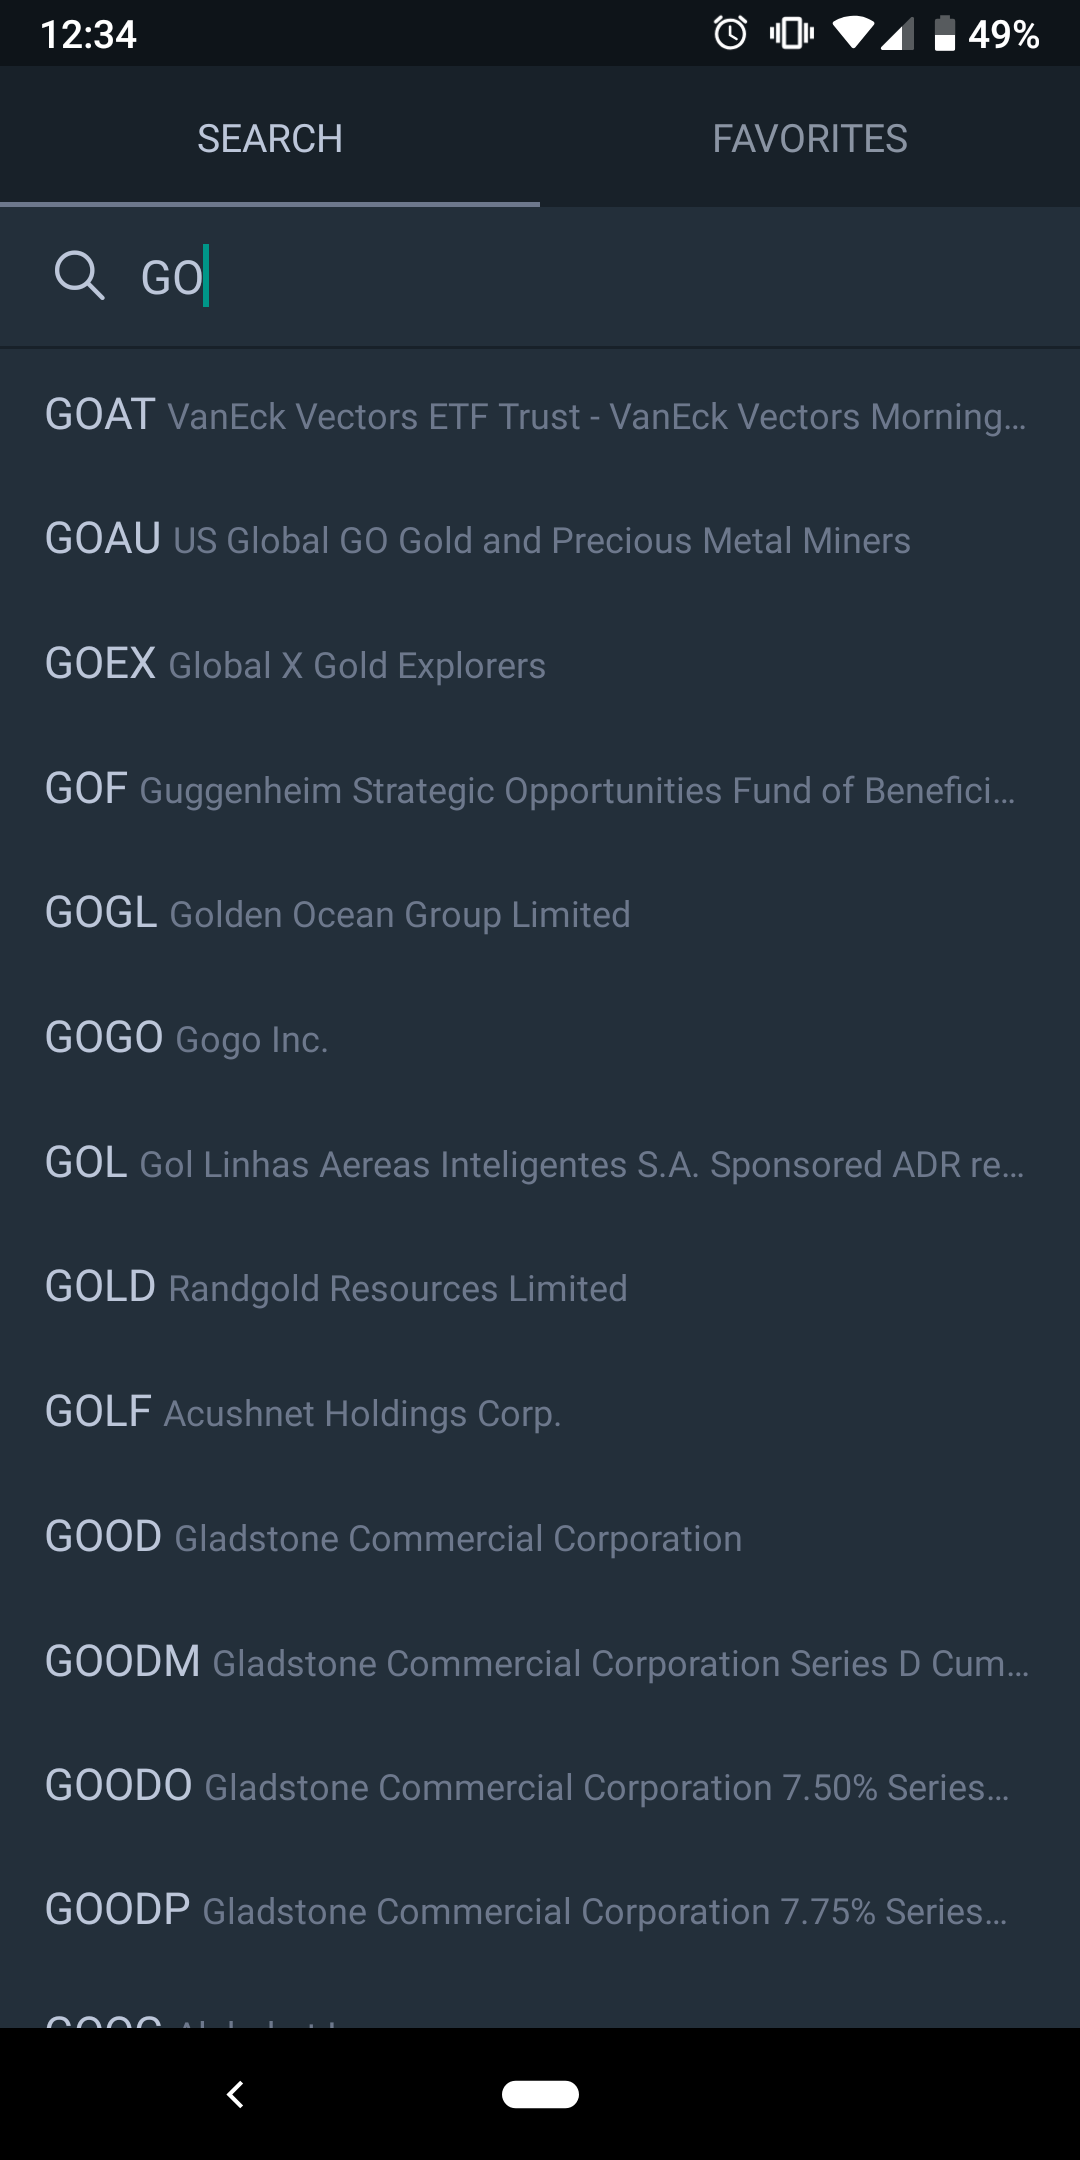 12:34 49%
SEARCH FAVORITES
GO
GOAT VanEck Vectors ETF Trust - VanEck Vectors Morning...
GOAU US Global GO Gold and Precious Metal Miners
GOEX Global X Gold Explorers
GOF Guggenheim Strategic Opportunities Fund of Benefici...
GOGL Golden Ocean Group Limited
GOGO Gogo Inc.
GOL Gol Linhas Aereas Inteligentes S.A. Sponsored ADR re...
GOLD Randgold Resources Limited
GOLF Acushnet Holdings Corp.
GOOD Gladstone Commercial Corporation
GOODM Gladstone Commercial Corporation Series D Cum...
GOODO Gladstone Commercial Corporation 7.50% Series...
GOODP Gladstone Commercial Corporation 7.75% Series...